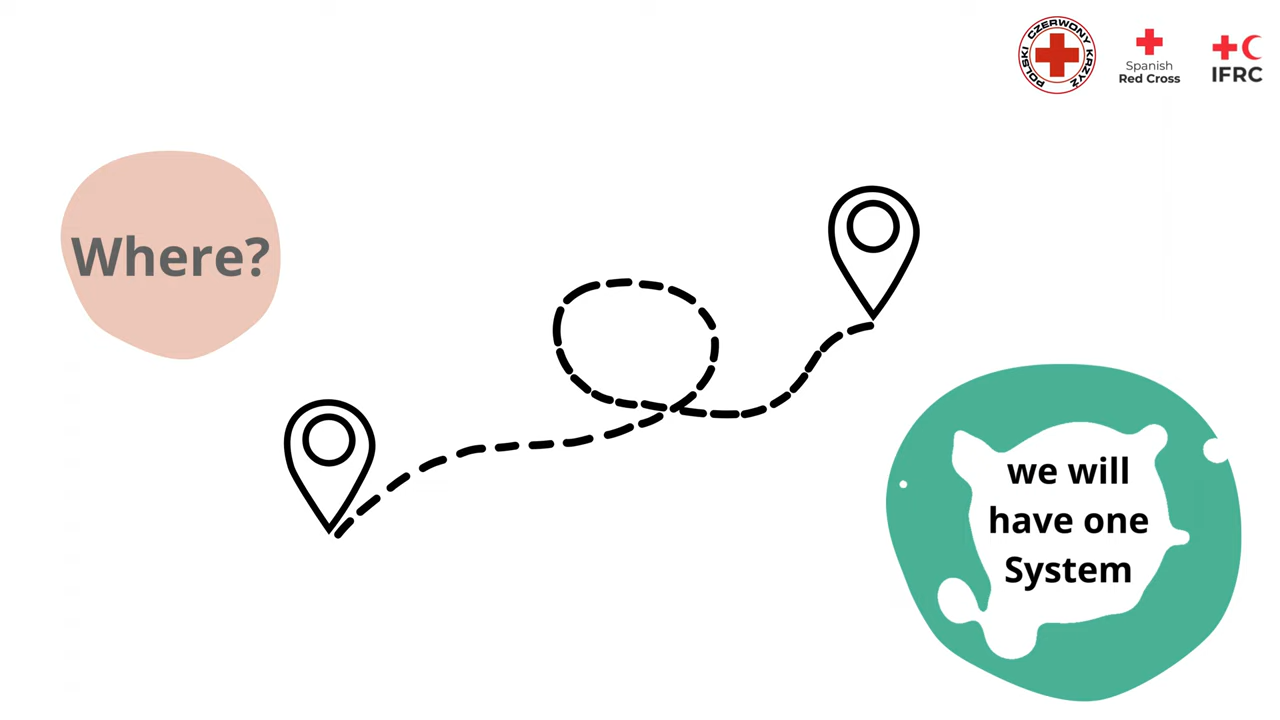 POLSKI CZERWONY KRZYŻ
Spanish
Red Cross
IFRC
Where?
we will
have one
System